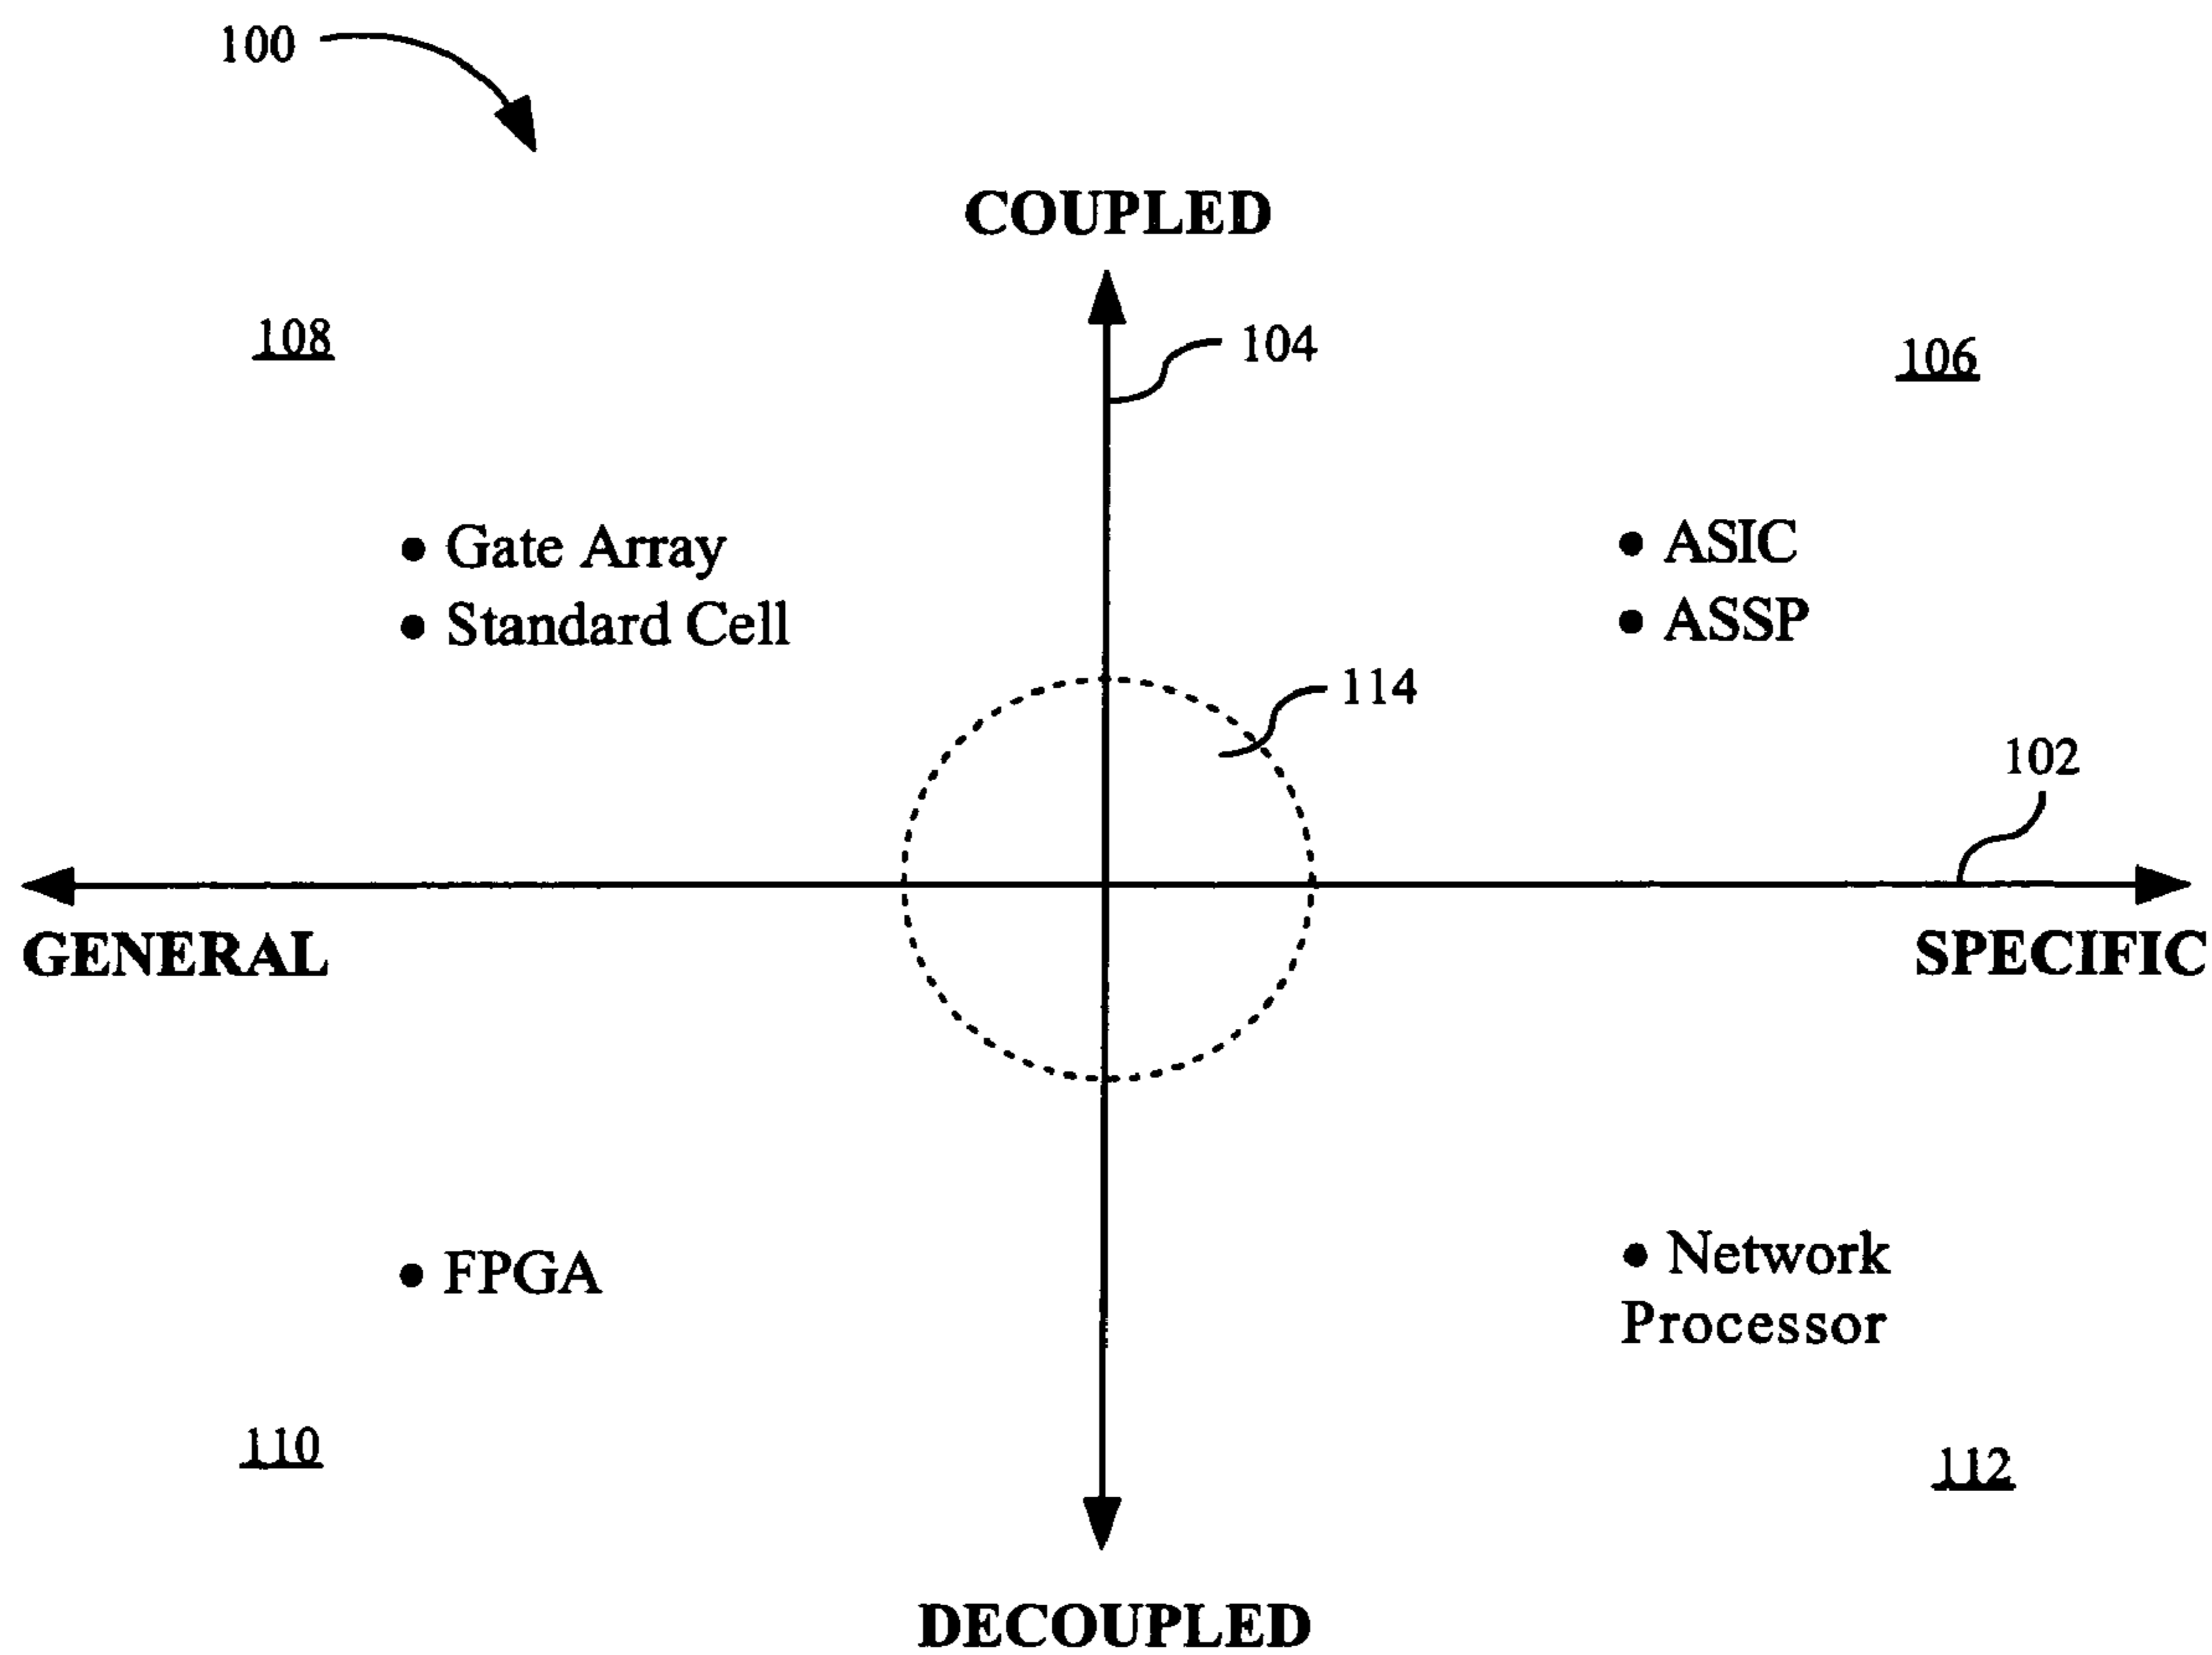 100
COUPLED
108
104
106
• Gate Array
• Standard Cell
• ASIC
• ASSP
114
102
GENERAL
SPECIFIC
• FPGA
• Network
Processor
110
112
DECOUPLED